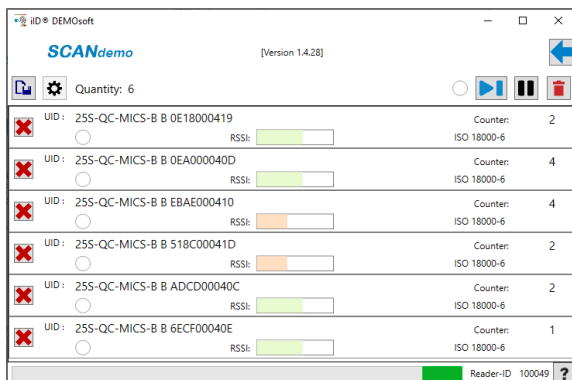 iID® DEMOsoft
SCANdemo [Version 1.4.28]
Quantity: 6
UID : 25S-QC-MICS-B B 0E18000419 Counter: 2
RSSI: ISO 18000-6
UID : 25S-QC-MICS-B B 0EA000040D Counter: 4
RSSI: ISO 18000-6
UID : 25S-QC-MICS-B B EBAE000410 Counter: 4
RSSI: ISO 18000-6
UID : 25S-QC-MICS-B B 518C00041D Counter: 2
RSSI: ISO 18000-6
UID : 25S-QC-MICS-B B ADCD00040C Counter: 2
RSSI: ISO 18000-6
UID : 25S-QC-MICS-B B 6ECF00040E Counter: 1
RSSI: ISO 18000-6
Reader-ID 100049 ?